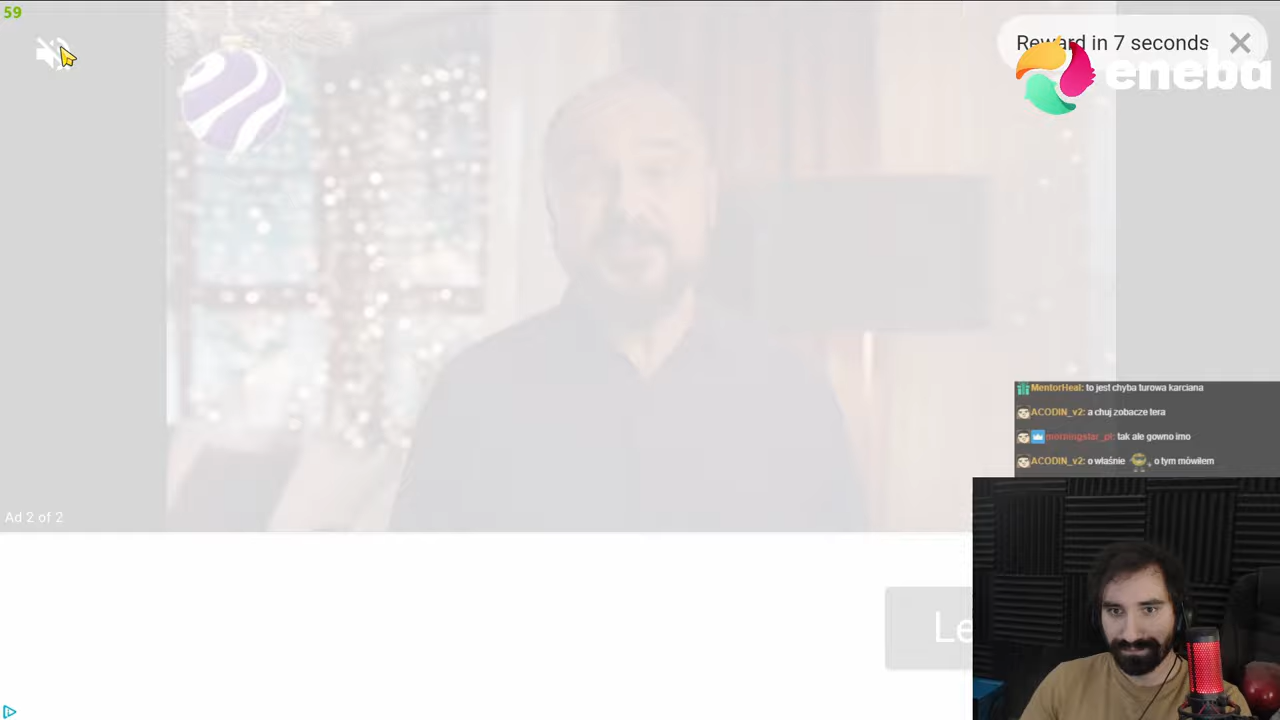 59
Reward in 7 seconds
eneba
MentorHeal: to jest chyba turowa karciana
ACODIN_v2: a chuj zobacze tera
morningstar_pl: tak ale gowno imo
ACODIN_v2: o właśnie , o tym mówiłem
Ad 2 of 2
Le